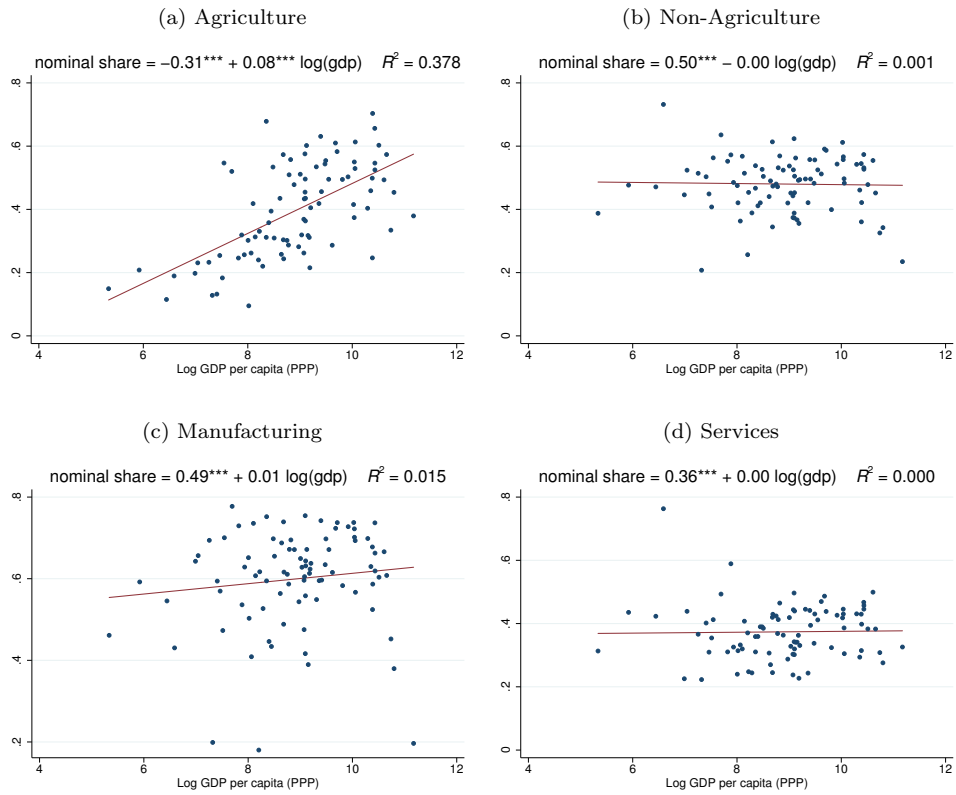 (a) Agriculture
nominal share = −0.31*** + 0.08*** log(gdp) R² = 0.378
.8
.6
.4
.2
0
4 6 8 10 12
Log GDP per capita (PPP)
(b) Non-Agriculture
nominal share = 0.50*** − 0.00 log(gdp) R² = 0.001
.8
.6
.4
.2
0
4 6 8 10 12
Log GDP per capita (PPP)
(c) Manufacturing
nominal share = 0.49*** + 0.01 log(gdp) R² = 0.015
.8
.6
.4
.2
4 6 8 10 12
Log GDP per capita (PPP)
(d) Services
nominal share = 0.36*** + 0.00 log(gdp) R² = 0.000
.8
.6
.4
.2
0
4 6 8 10 12
Log GDP per capita (PPP)